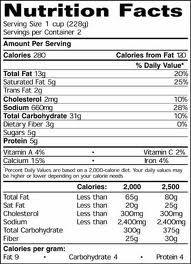 Nutrition Facts
Serving Size 1 cup (228g)
Servings per Container 2
Amount Per Serving
Calories 280 Calories from Fat 120
% Daily Value*
Total Fat 13g 20%
Saturated Fat 5g 25%
Trans Fat 2g
Cholesterol 2mg 10%
Sodium 660mg 28%
Total Carbohydrate 31g 10%
Dietary Fiber 3g 0%
Sugars 5g
Protein 5g
Vitamin A 4% • Vitamin C 2%
Calcium 15% • Iron 4%
Percent Daily Values are based on a 2,000-calorie diet. Your daily values may
be higher or lower depending on your calorie needs
Calories: 2,000 2,500
Total Fat Less than 65g 80g
Sat Fat Less than 20g 25g
Cholesterol Less than 300mg 300mg
Sodium Less than 2,400mg 2,400mg
Total Carbohydrate 300g 375g
Fiber 25g 30g
Calories per gram:
Fat 9 • Carbohydrate 4 • Protein 4